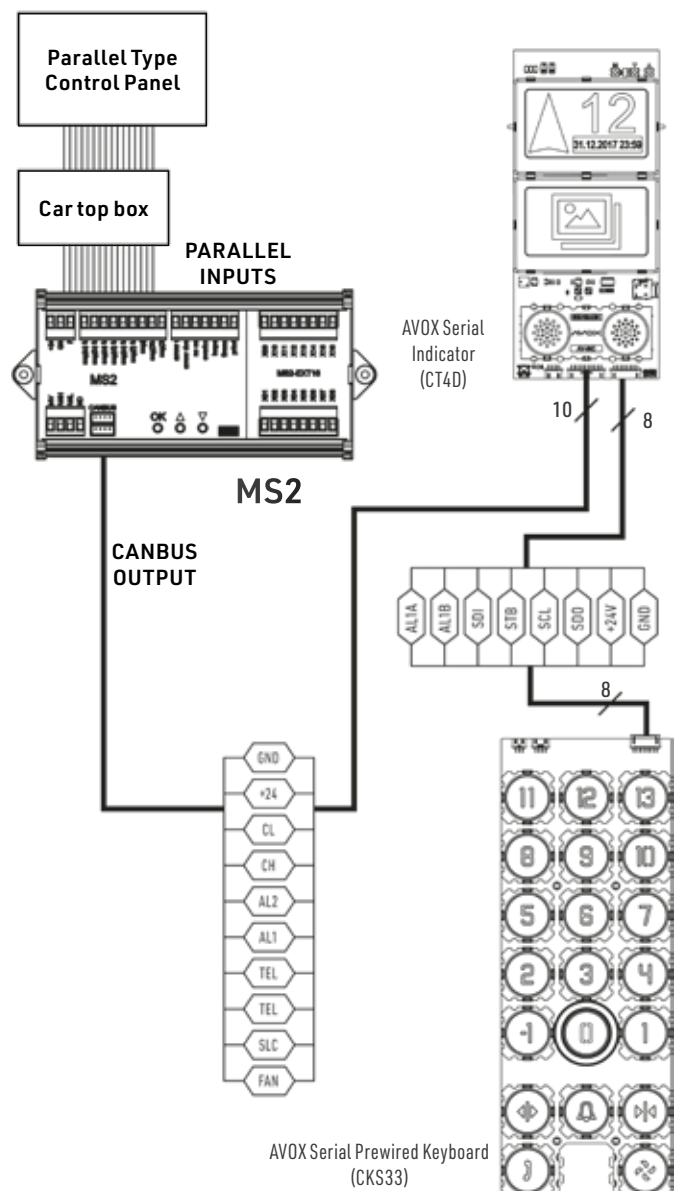 Parallel Type
Control Panel
Car top box
PARALLEL
INPUTS
MS2
MS2-EXT16
CANBUS
OK
MS2
CANBUS
OUTPUT
12
31.12.2017 23:59
AVOX Serial
Indicator
(CT4D)
10
8
AL1A
AL1B
SDI
STB
SCL
SDO
+24V
GND
8
GND
+24
CL
CH
AL2
AL1
TEL
TEL
SLC
FAN
11 12 13
8 9 10
5 6 7
2 3 4
-1 0 1
AVOX Serial Prewired Keyboard
(CKS33)